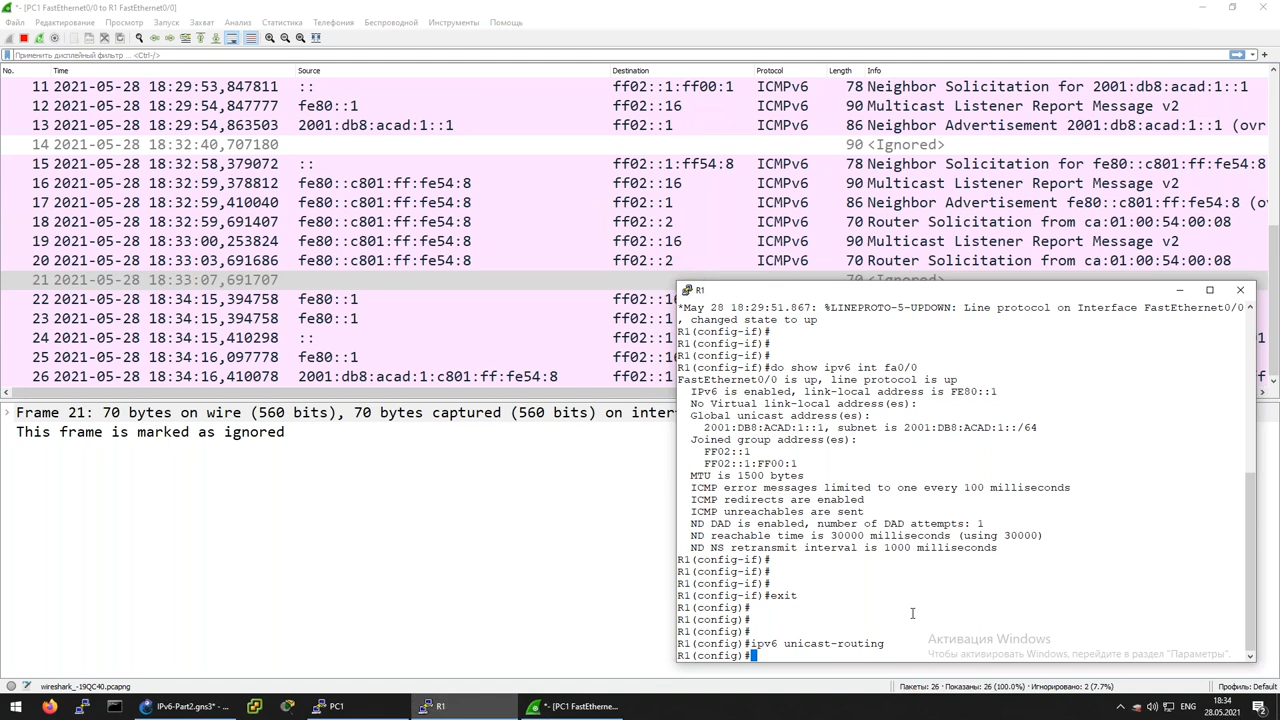 *- [PC1 FastEthernet0/0 to R1 FastEthernet0/0]
Файл Редактирование Просмотр Запуск Захват Анализ Статистика Телефония Беспроводной Инструменты Помощь
Применить дисплейный фильтр ... <Ctrl-/>
No. Time Source Destination Protocol Length Info
11 2021-05-28 18:29:53,847811 :: ff02::1:ff00:1 ICMPv6 78 Neighbor Solicitation for 2001:db8:acad:1::1
12 2021-05-28 18:29:54,847777 fe80::1 ff02::16 ICMPv6 90 Multicast Listener Report Message v2
13 2021-05-28 18:29:54,863503 2001:db8:acad:1::1 ff02::1 ICMPv6 86 Neighbor Advertisement 2001:db8:acad:1::1 (ovr
14 2021-05-28 18:32:40,707180 90 <Ignored>
15 2021-05-28 18:32:58,379072 :: ff02::1:ff54:8 ICMPv6 78 Neighbor Solicitation for fe80::c801:ff:fe54:8
16 2021-05-28 18:32:59,378812 fe80::c801:ff:fe54:8 ff02::16 ICMPv6 90 Multicast Listener Report Message v2
17 2021-05-28 18:32:59,410040 fe80::c801:ff:fe54:8 ff02::1 ICMPv6 86 Neighbor Advertisement fe80::c801:ff:fe54:8 (ov
18 2021-05-28 18:32:59,691407 fe80::c801:ff:fe54:8 ff02::2 ICMPv6 70 Router Solicitation from ca:01:00:54:00:08
19 2021-05-28 18:33:00,253824 fe80::c801:ff:fe54:8 ff02::16 ICMPv6 90 Multicast Listener Report Message v2
20 2021-05-28 18:33:03,691686 fe80::c801:ff:fe54:8 ff02::2 ICMPv6 70 Router Solicitation from ca:01:00:54:00:08
21 2021-05-28 18:33:07,691707 70 <Ignored>
22 2021-05-28 18:34:15,394758 fe80::1 ff02::16
23 2021-05-28 18:34:15,394758 fe80::1 ff02::1
24 2021-05-28 18:34:15,410298 :: ff02::1
25 2021-05-28 18:34:16,097778 fe80::1 ff02::16
26 2021-05-28 18:34:16,410078 2001:db8:acad:1:c801:ff:fe54:8 ff02::1
Frame 21: 70 bytes on wire (560 bits), 70 bytes captured (560 bits) on inter
This frame is marked as ignored
R1
*May 28 18:29:51.867: %LINEPROTO-5-UPDOWN: Line protocol on Interface FastEthernet0/0
, changed state to up
R1(config-if)#
R1(config-if)#
R1(config-if)#
R1(config-if)#do show ipv6 int fa0/0
FastEthernet0/0 is up, line protocol is up
IPv6 is enabled, link-local address is FE80::1
No Virtual link-local address(es):
Global unicast address(es):
2001:DB8:ACAD:1::1, subnet is 2001:DB8:ACAD:1::/64
Joined group address(es):
FF02::1
FF02::1:FF00:1
MTU is 1500 bytes
ICMP error messages limited to one every 100 milliseconds
ICMP redirects are enabled
ICMP unreachables are sent
ND DAD is enabled, number of DAD attempts: 1
ND reachable time is 30000 milliseconds (using 30000)
ND NS retransmit interval is 1000 milliseconds
R1(config-if)#
R1(config-if)#
R1(config-if)#
R1(config-if)#exit
R1(config)#
R1(config)#
R1(config)#
R1(config)#ipv6 unicast-routing
R1(config)#
Активация Windows
Чтобы активировать Windows, перейдите в раздел "Параметры".
wireshark_-19QC40.pcapng Пакеты: 26 · Показаны: 26 (100.0%) · Игнорировано: 2 (7.7%) Профиль: Default
IPv6-Part2.gns3* - ... PC1 R1 *- [PC1 FastEtherne... 18:34
28.05.2021